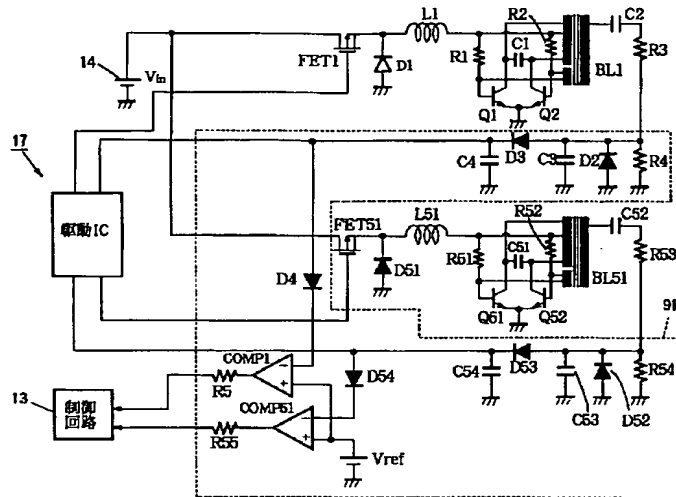 L1
R2
C2
14
Vin
FET1
D1
R1
C1
BL1
R3
Q1
Q2
17
C4
D3
C3
D2
R4
駆動IC
FET51
L51
R52
C52
D4
D51
R51
C51
BL51
R53
Q51
Q52
91
COMP1
R5
D54
C54
D53
R54
13
制御
回路
COMP51
R55
C53
D52
Vref